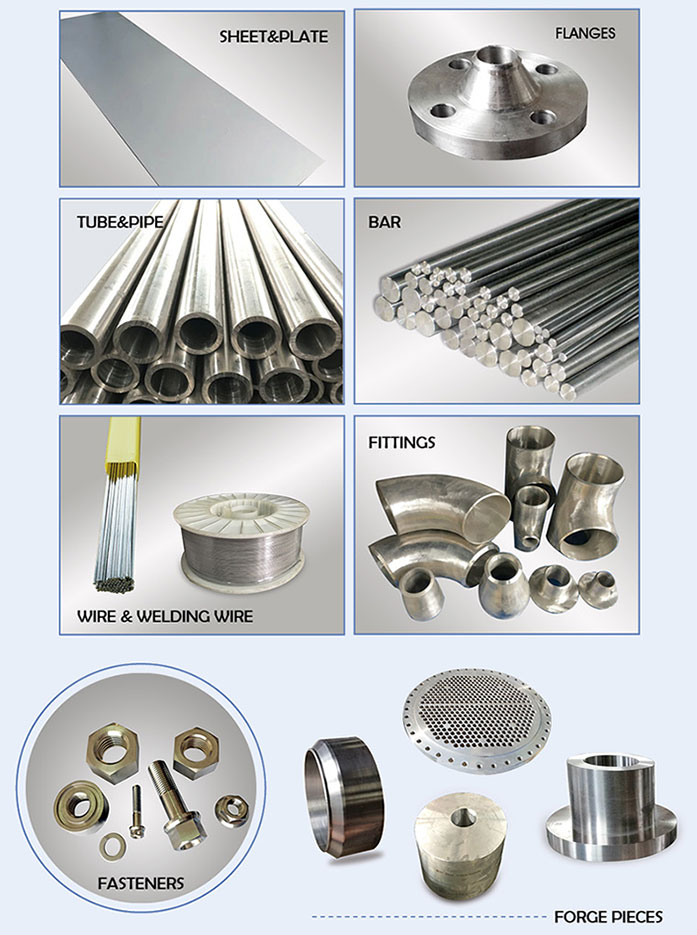 SHEET&PLATE
FLANGES
TUBE&PIPE
BAR
WIRE & WELDING WIRE
FITTINGS
FASTENERS
FORGE PIECES